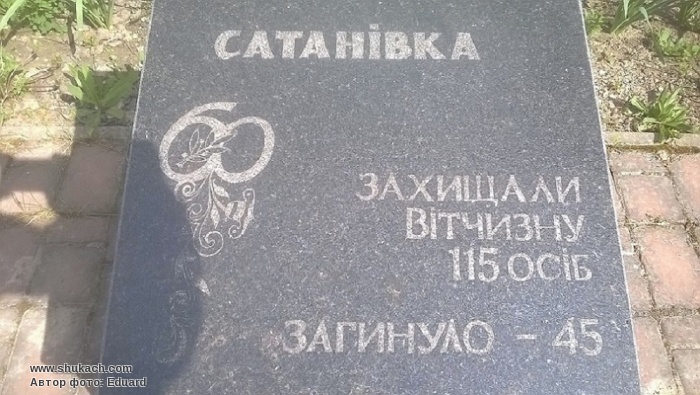 САТАНІВКА
60
ЗАХИЩАЛИ
ВІТЧИЗНУ
115 ОСІБ
ЗАГИНУЛО - 45
www.shukach.com
Автор фото: Eduard